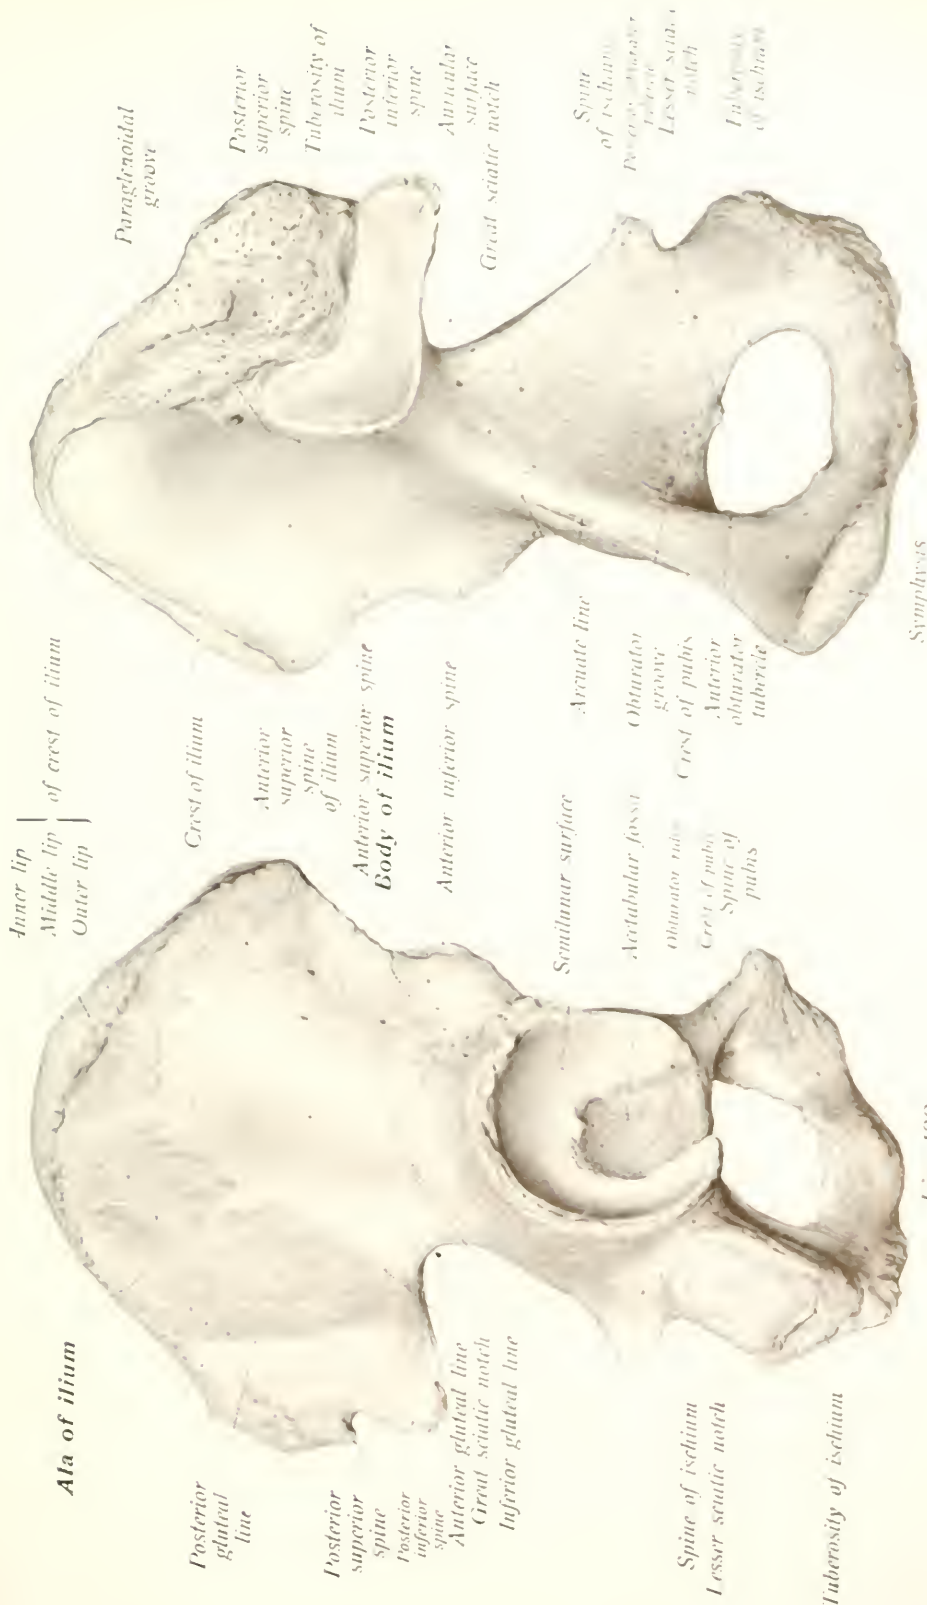 Ala of ilium
Posterior
gluteal
line
Posterior
superior
spine
Posterior
inferior
spine
Anterior gluteal line
Great sciatic notch
Inferior gluteal line
Spine of ischium
Lesser sciatic notch
Tuberosity of ischium
Inner lip
Middle lip
Outer lip
of crest of ilium
Crest of ilium
Anterior
superior
spine
of ilium
Anterior superior spine
Body of ilium
Anterior inferior spine
Semilunar surface
Acetabular fossa
Obturator
Crest of pubis
Spine of
pubis
Arcuate line
Obturator
groove
Crest of pubis
Anterior
obturator
tubercle
Symphysis
Paraglenoidal
groove
Posterior
superior
spine
Tuberosity of
ilium
Posterior
inferior
spine
Auricular
surface
Great sciatic notch
Spine
of ischium
Lesser sciatic
notch
Tuberosity
of ischium